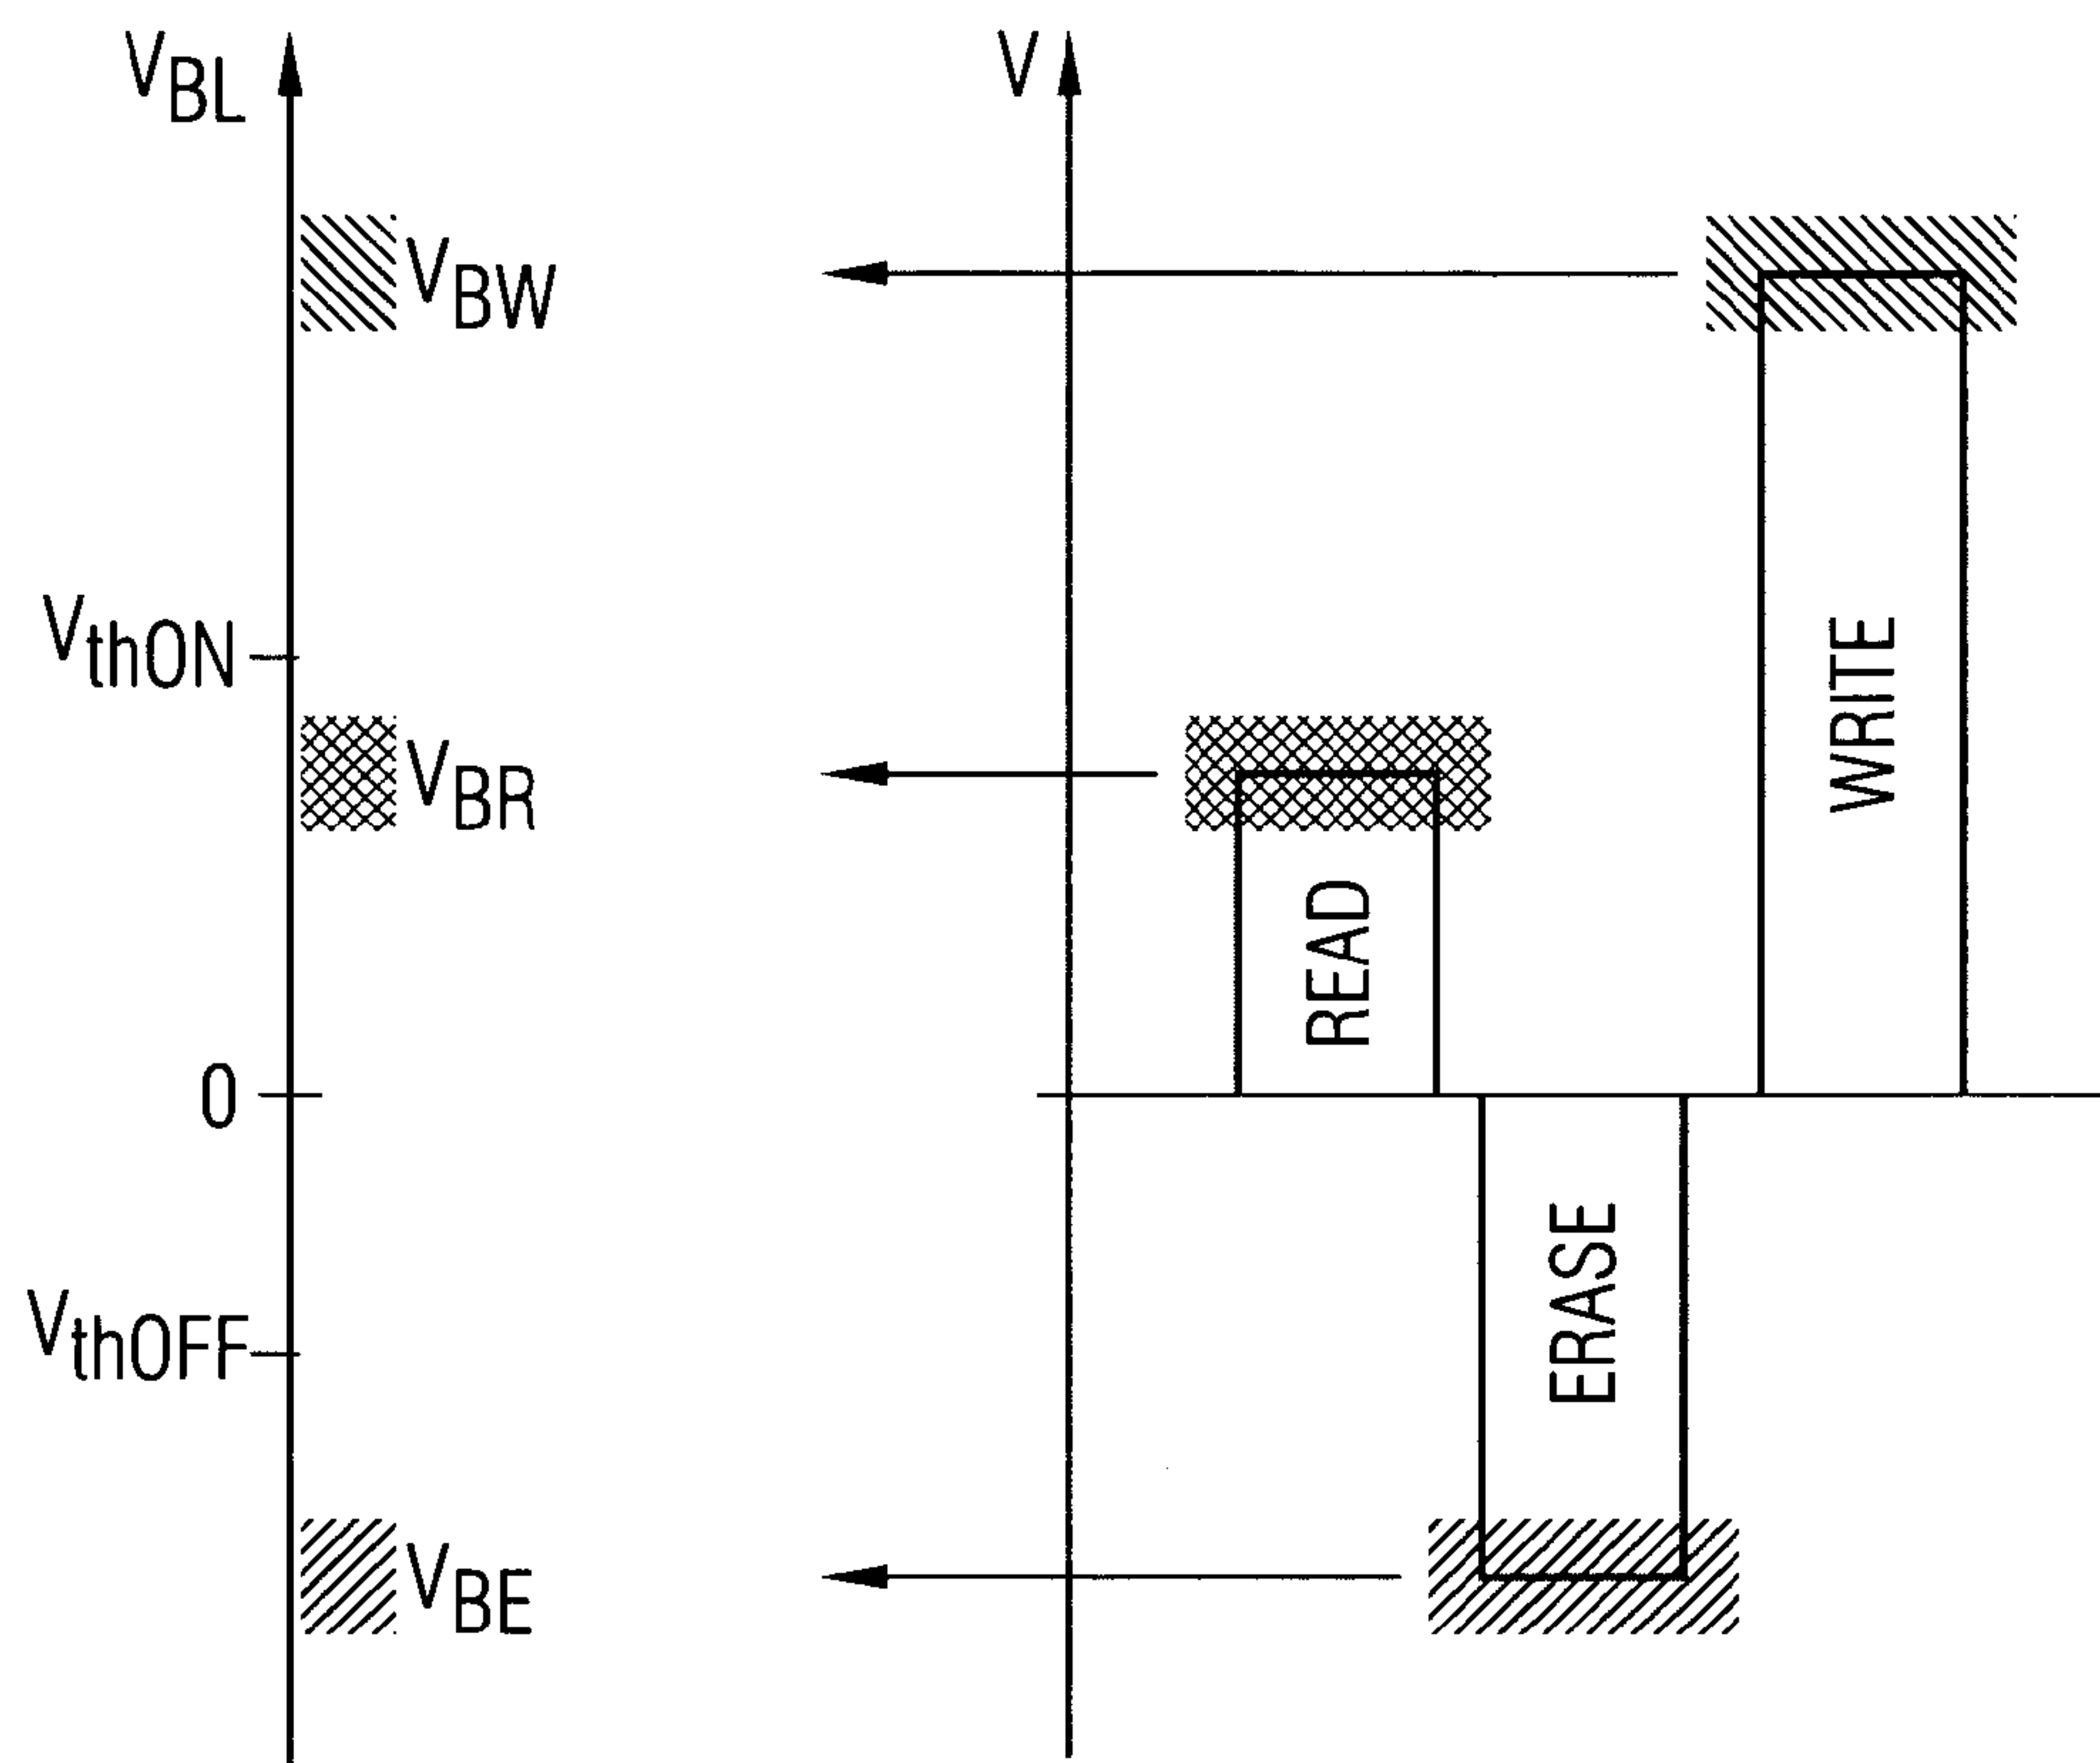 VBL
V
VBW
VthON
VBR
WRITE
READ
0
ERASE
VthOFF
VBE